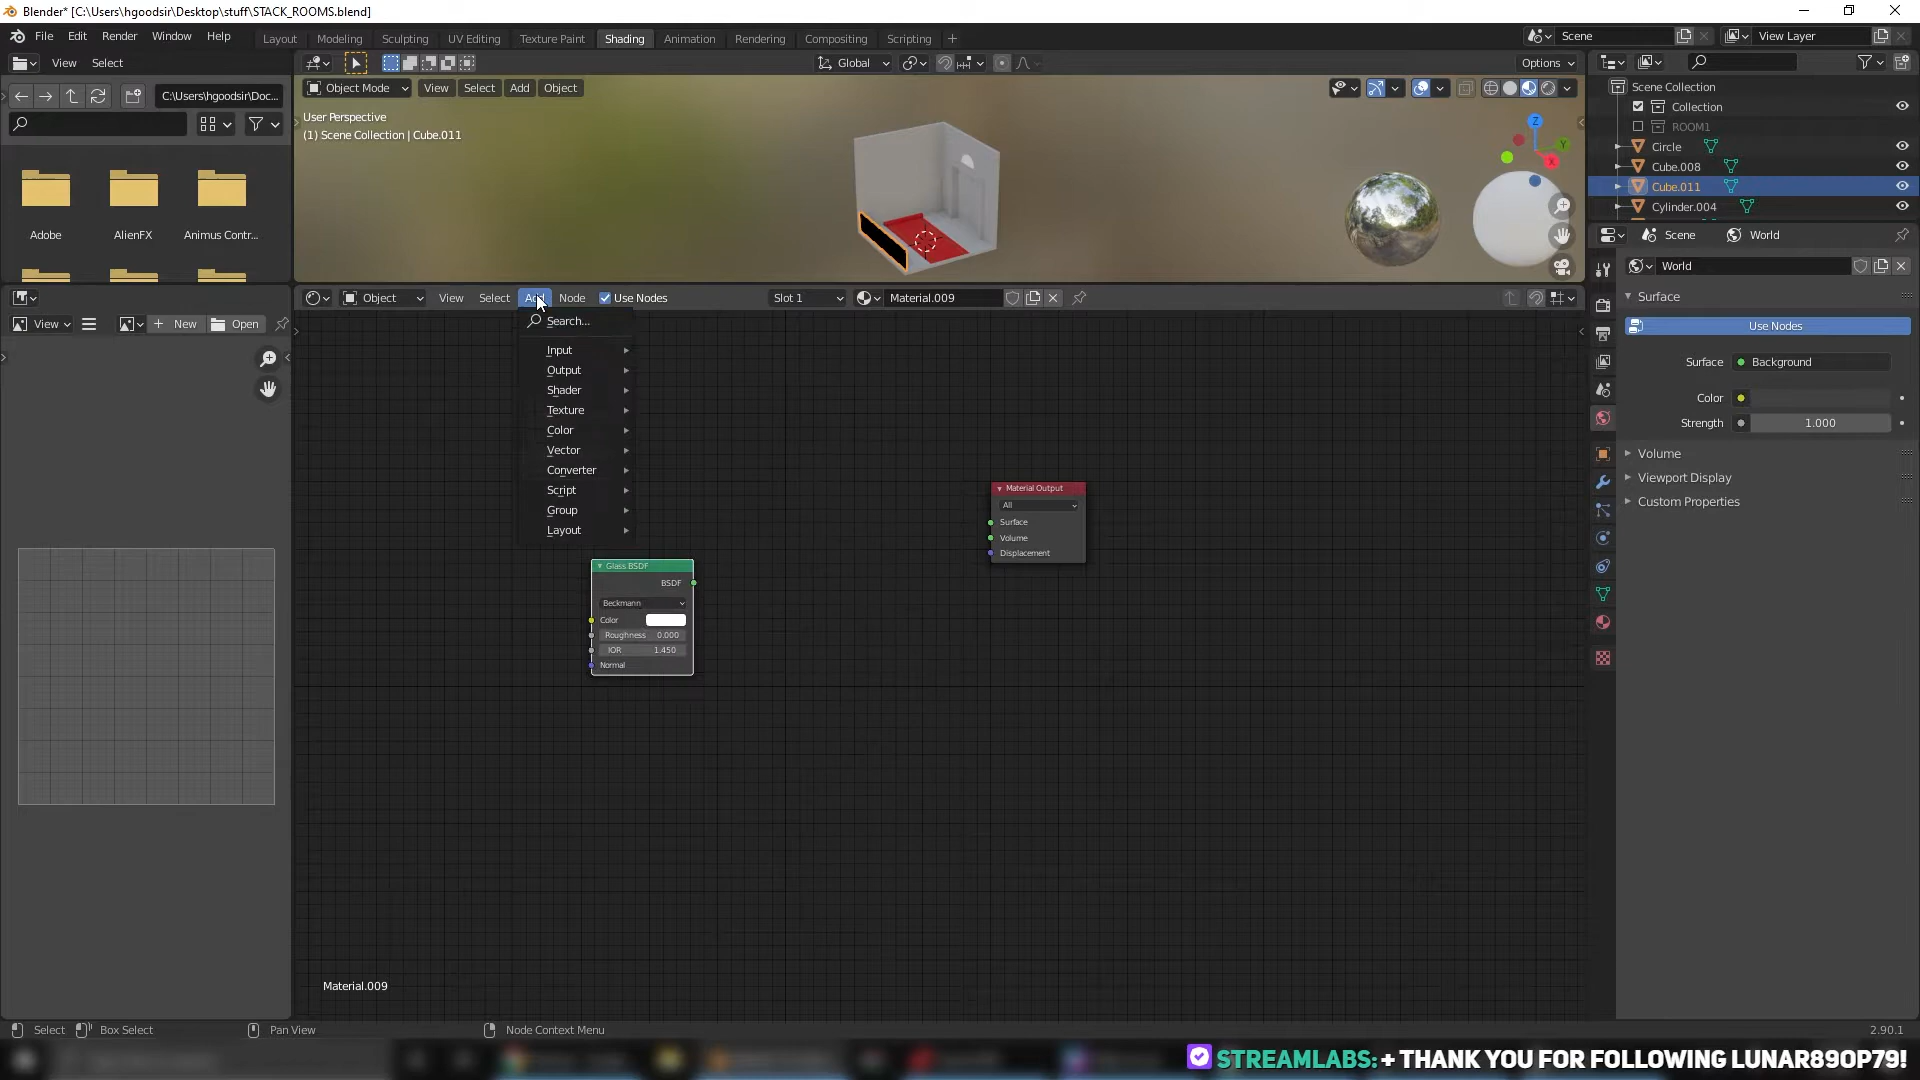 Blender* [C:\Users\hgoodsir\Desktop\stuff\STACK_ROOMS.blend]
File Edit Render Window Help
Layout Modeling Sculpting UV Editing Texture Paint Shading Animation Rendering Compositing Scripting +
Scene
View Layer
View Select
Global
Options
C:\Users\hgoodsir\Doc...
Object Mode View Select Add Object
User Perspective
(1) Scene Collection | Cube.011
Z
Y
X
Adobe
AlienFX
Animus Contr...
Scene Collection
Collection
ROOM1
Circle
Cube.008
Cube.011
Cylinder.004
Scene World
World
Surface
Use Nodes
Surface Background
Color
Strength 1.000
Volume
Viewport Display
Custom Properties
View
New
Open
Object View Select Add Node Use Nodes Slot 1 Material.009
Search...
Input
Output
Shader
Texture
Color
Vector
Converter
Script
Group
Layout
Glass BSDF
BSDF
Beckmann
Color
Roughness 0.000
IOR 1.450
Normal
Material Output
All
Surface
Volume
Displacement
Material.009
Select Box Select Pan View Node Context Menu 2.90.1
STREAMLABS: + THANK YOU FOR FOLLOWING LUNAR890P79!